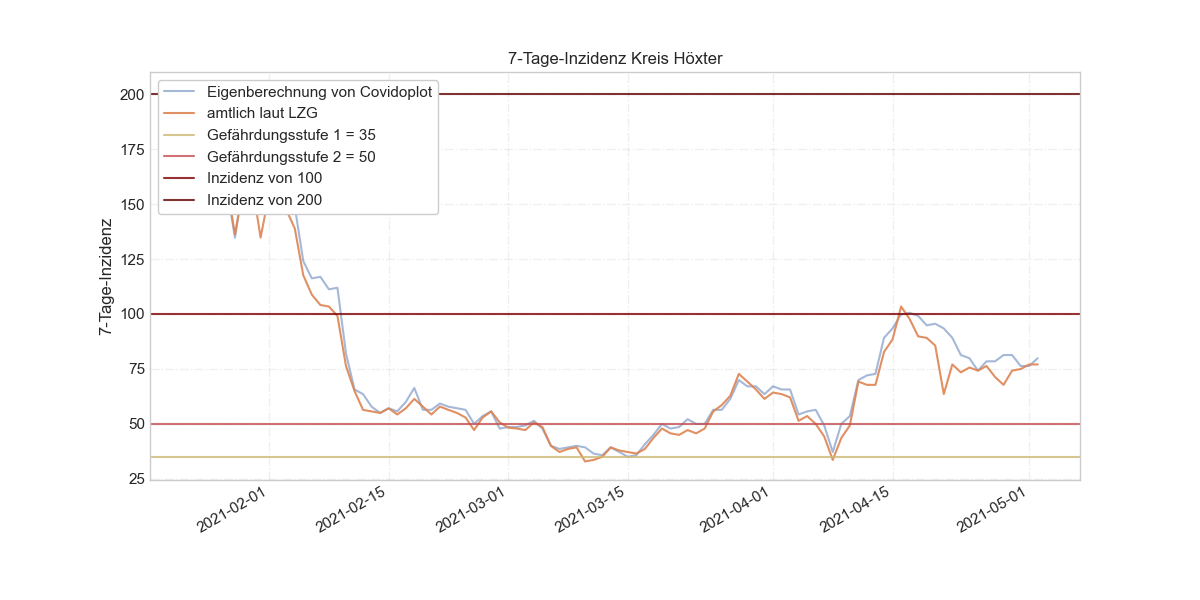 7-Tage-Inzidenz Kreis Höxter
Eigenberechnung von Covidoplot
amtlich laut LZG
Gefährdungsstufe 1 = 35
Gefährdungsstufe 2 = 50
Inzidenz von 100
Inzidenz von 200
7-Tage-Inzidenz
200
175
150
125
100
75
50
25
2021-02-01
2021-02-15
2021-03-01
2021-03-15
2021-04-01
2021-04-15
2021-05-01